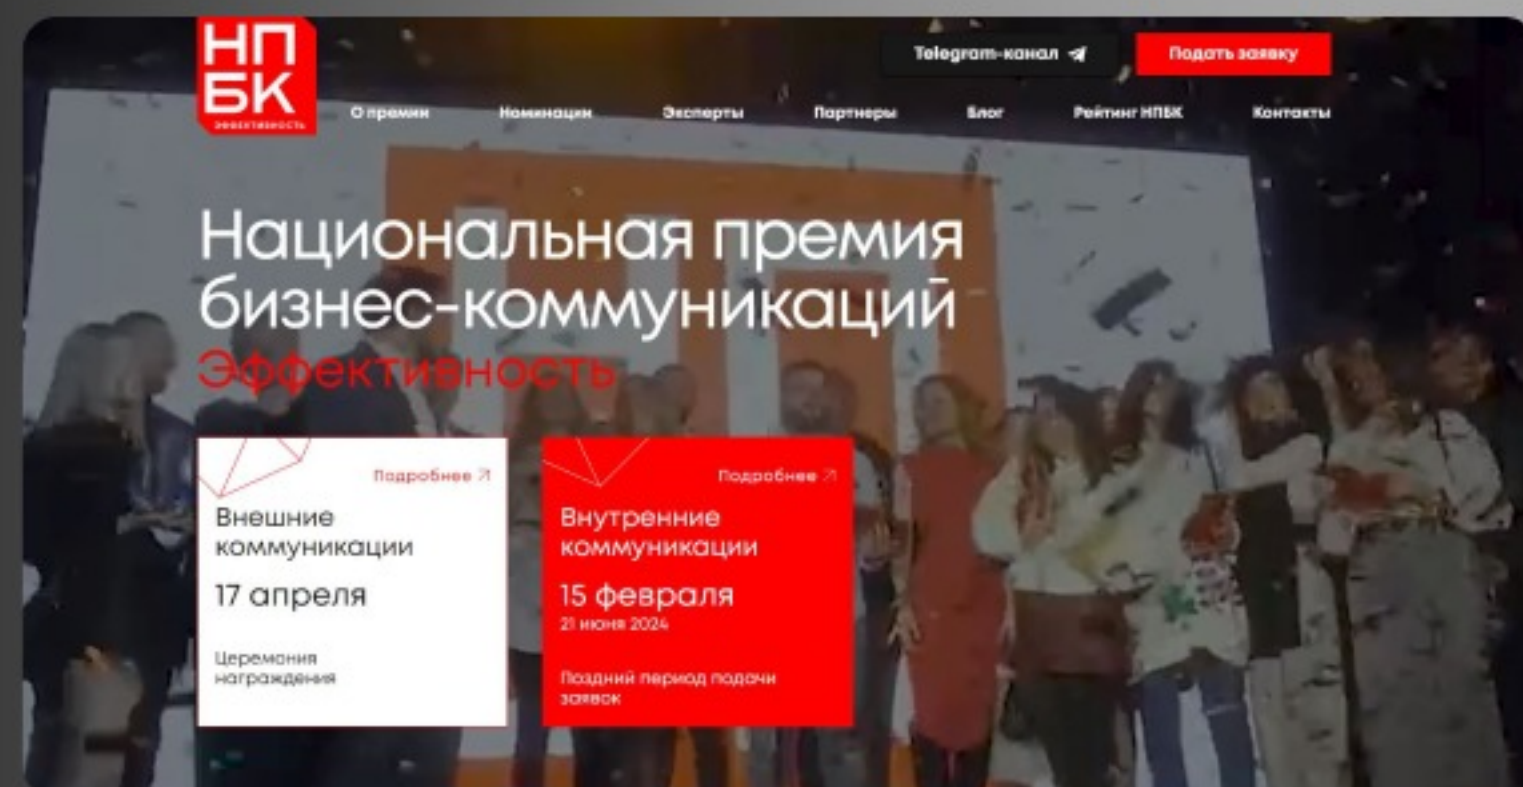 НП
БК
ЭФФЕКТИВНОСТЬ
Telegram-канал
Подать заявку
О премии
Номинации
Эксперты
Партнеры
Блог
Рейтинг НПБК
Контакты
Национальная премия
бизнес-коммуникаций
Эффективность
Подробнее
Внешние
коммуникации
17 апреля
Церемония
награждения
Подробнее
Внутренние
коммуникации
15 февраля
21 июня 2024
Поздний период подачи
заявок